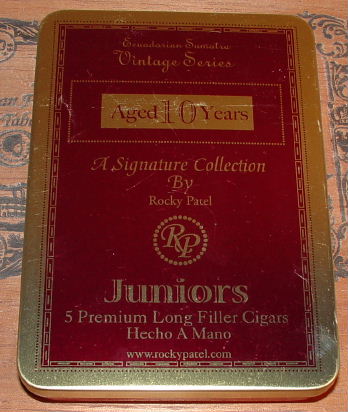 Ecuadorian Sumatra
Vintage Series
Aged 10 Years
A Signature Collection
By
Rocky Patel
RP
Juniors
5 Premium Long Filler Cigars
Hecho A Mano
www.rockypatel.com